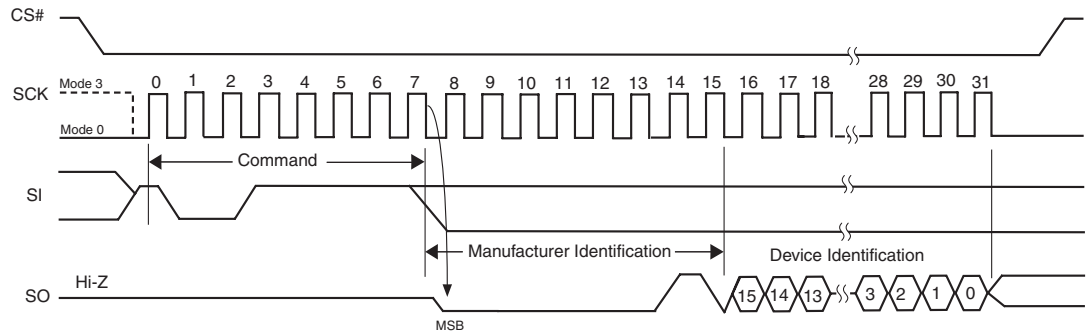 CS#
SCK
Mode 3
Mode 0
0 1 2 3 4 5 6 7 8 9 10 11 12 13 14 15 16 17 18 28 29 30 31
Command
SI
Manufacturer Identification
Device Identification
Hi-Z
SO
15 14 13 3 2 1 0
MSB